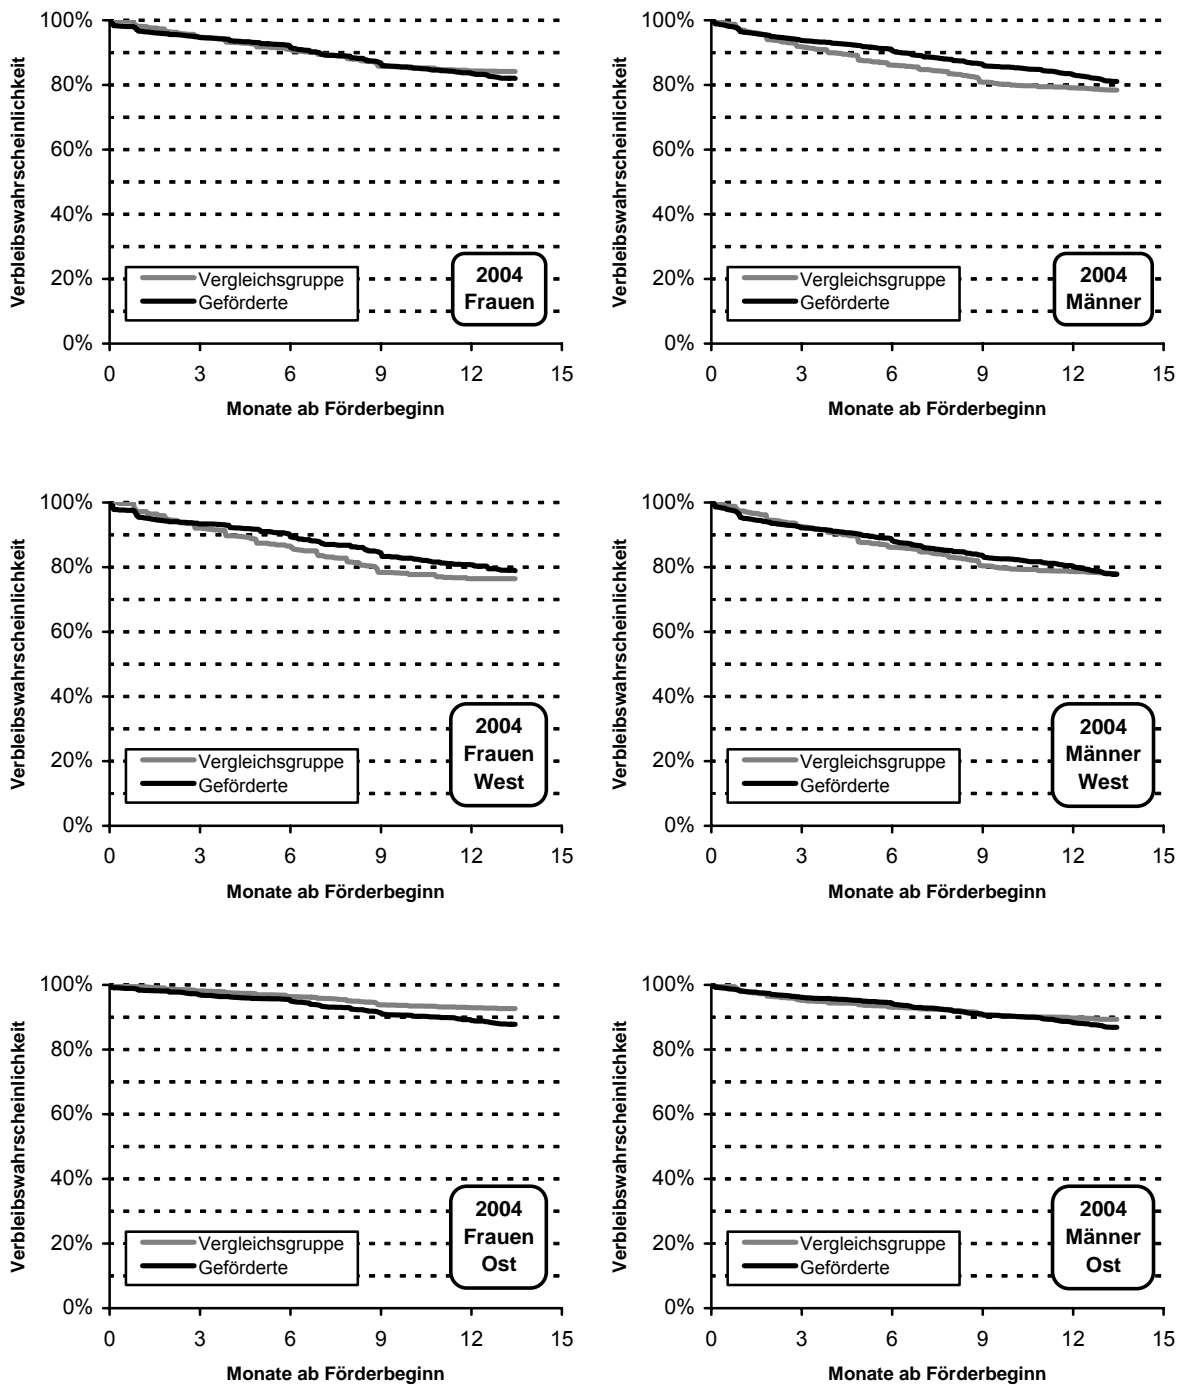 Verbleibswahrscheinlichkeit
100%
80%
60%
40%
20%
0%
Vergleichsgruppe
Geförderte
2004
Frauen
0 3 6 9 12 15
Monate ab Förderbeginn
Verbleibswahrscheinlichkeit
100%
80%
60%
40%
20%
0%
Vergleichsgruppe
Geförderte
2004
Männer
0 3 6 9 12 15
Monate ab Förderbeginn
Verbleibswahrscheinlichkeit
100%
80%
60%
40%
20%
0%
Vergleichsgruppe
Geförderte
2004
Frauen
West
0 3 6 9 12 15
Monate ab Förderbeginn
Verbleibswahrscheinlichkeit
100%
80%
60%
40%
20%
0%
Vergleichsgruppe
Geförderte
2004
Männer
West
0 3 6 9 12 15
Monate ab Förderbeginn
Verbleibswahrscheinlichkeit
100%
80%
60%
40%
20%
0%
Vergleichsgruppe
Geförderte
2004
Frauen
Ost
0 3 6 9 12 15
Monate ab Förderbeginn
Verbleibswahrscheinlichkeit
100%
80%
60%
40%
20%
0%
Vergleichsgruppe
Geförderte
2004
Männer
Ost
0 3 6 9 12 15
Monate ab Förderbeginn